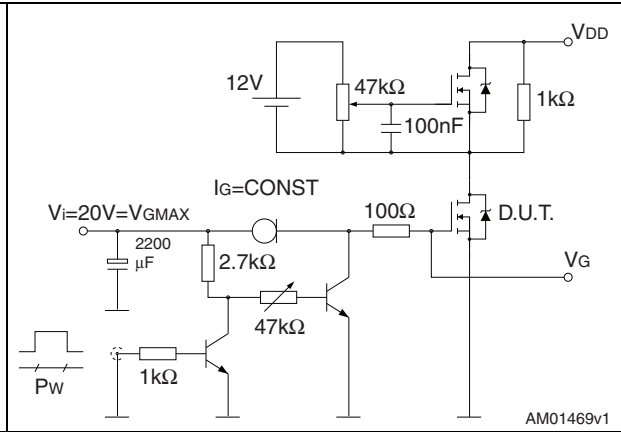 VDD
12V
47kΩ
1kΩ
100nF
IG=CONST
Vi=20V=VGMAX
100Ω
D.U.T.
2200
μF
2.7kΩ
VG
47kΩ
1kΩ
PW
AM01469v1